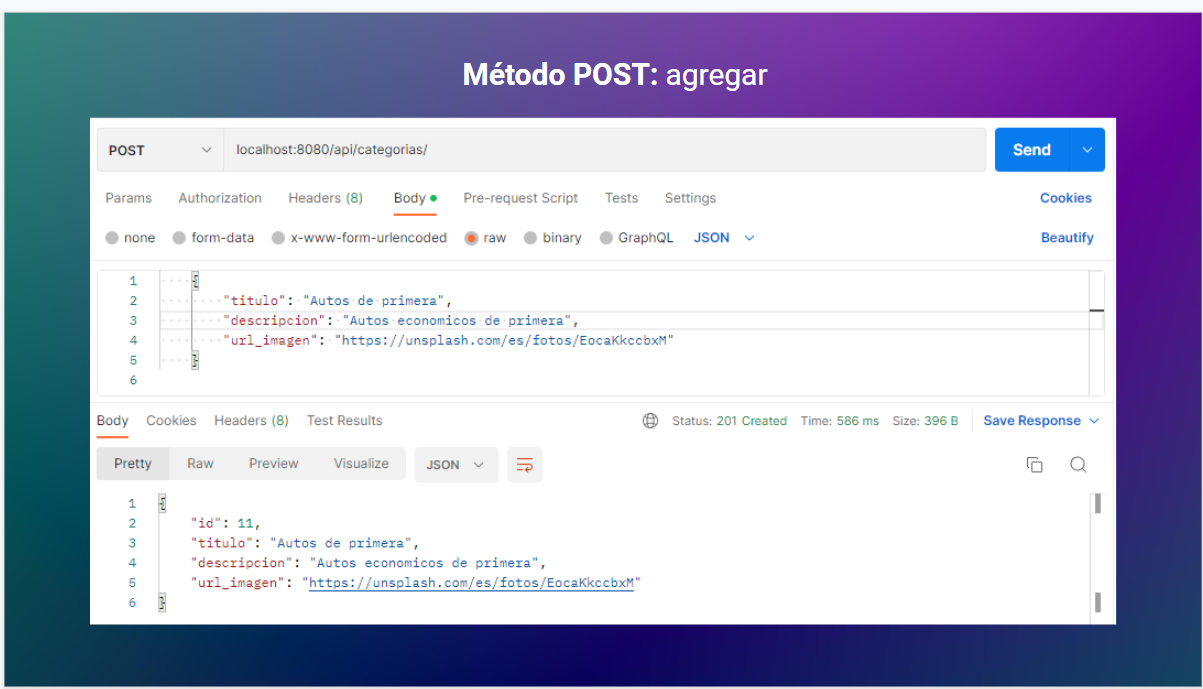 Método POST: agregar
POST localhost:8080/api/categorias/ Send
Params Authorization Headers (8) Body Pre-request Script Tests Settings Cookies
none form-data x-www-form-urlencoded raw binary GraphQL JSON Beautify
1 {
2 "titulo": "Autos de primera",
3 "descripcion": "Autos economicos de primera",
4 "url_imagen": "https://unsplash.com/es/fotos/EocaKkccbxM"
5 }
6
Body Cookies Headers (8) Test Results Status: 201 Created Time: 586 ms Size: 396 B Save Response
Pretty Raw Preview Visualize JSON
1 {
2 "id": 11,
3 "titulo": "Autos de primera",
4 "descripcion": "Autos economicos de primera",
5 "url_imagen": "https://unsplash.com/es/fotos/EocaKkccbxM"
6 }